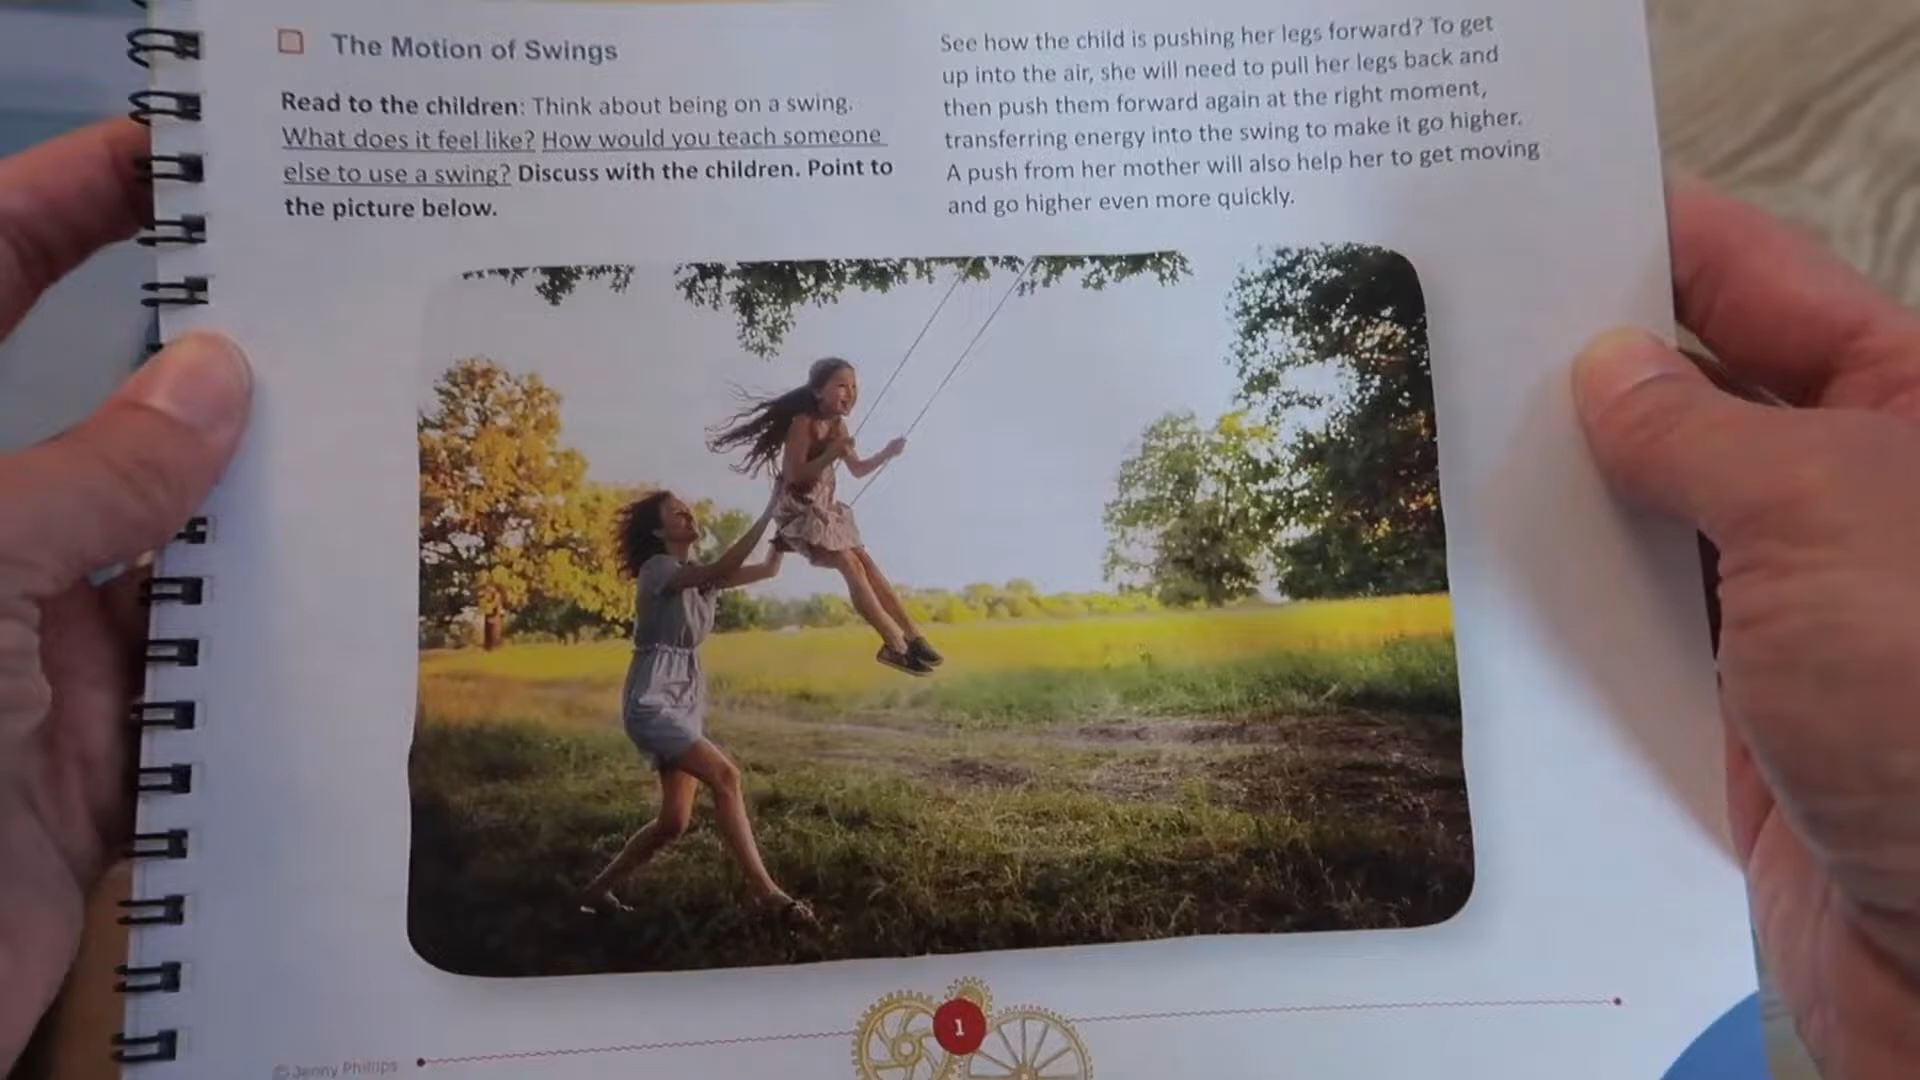 The Motion of Swings
Read to the children: Think about being on a swing.
What does it feel like? How would you teach someone
else to use a swing? Discuss with the children. Point to
the picture below.
See how the child is pushing her legs forward? To get
up into the air, she will need to pull her legs back and
then push them forward again at the right moment,
transferring energy into the swing to make it go higher.
A push from her mother will also help her to get moving
and go higher even more quickly.
1
© Jenny Phillips